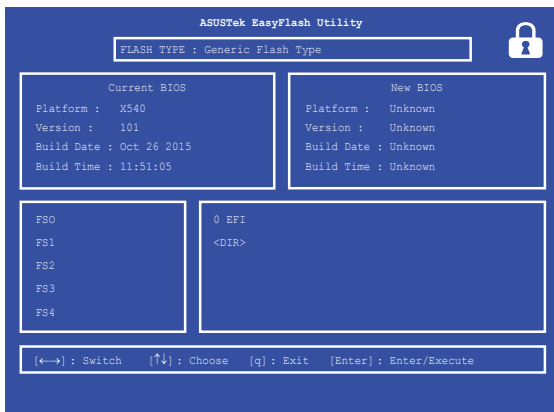 ASUSTek EasyFlash Utility
FLASH TYPE : Generic Flash Type
Current BIOS
Platform : X540
Version : 101
Build Date : Oct 26 2015
Build Time : 11:51:05
New BIOS
Platform : Unknown
Version : Unknown
Build Date : Unknown
Build Time : Unknown
FSO
FS1
FS2
FS3
FS4
0 EFI
<DIR>
[←→] : Switch [↑↓] : Choose [q] : Exit [Enter] : Enter/Execute